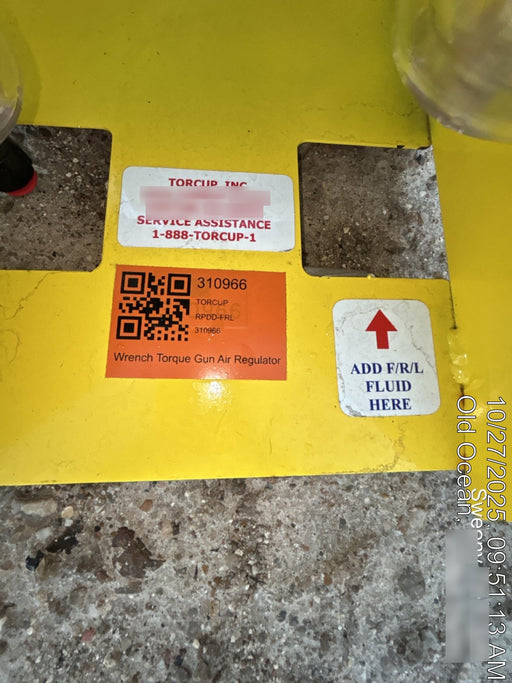 TORCUP, INC
SERVICE ASSISTANCE
1-888-TORCUP-1
310966
TORCUP
RPDD-FRL
310966
Wrench Torque Gun Air Regulator
ADD F/R/L
FLUID
HERE
10/27/2025, 09:51:13 AM
Sweeny
Old Ocean,